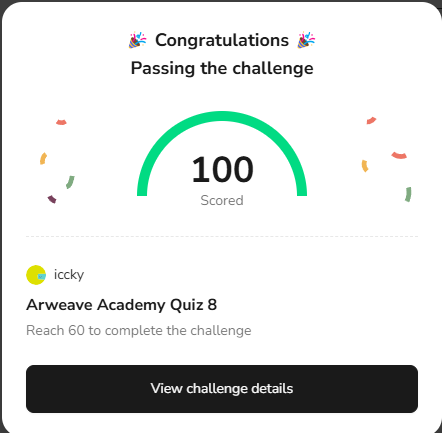 Congratulations
Passing the challenge
100
Scored
iccky
Arweave Academy Quiz 8
Reach 60 to complete the challenge
View challenge details